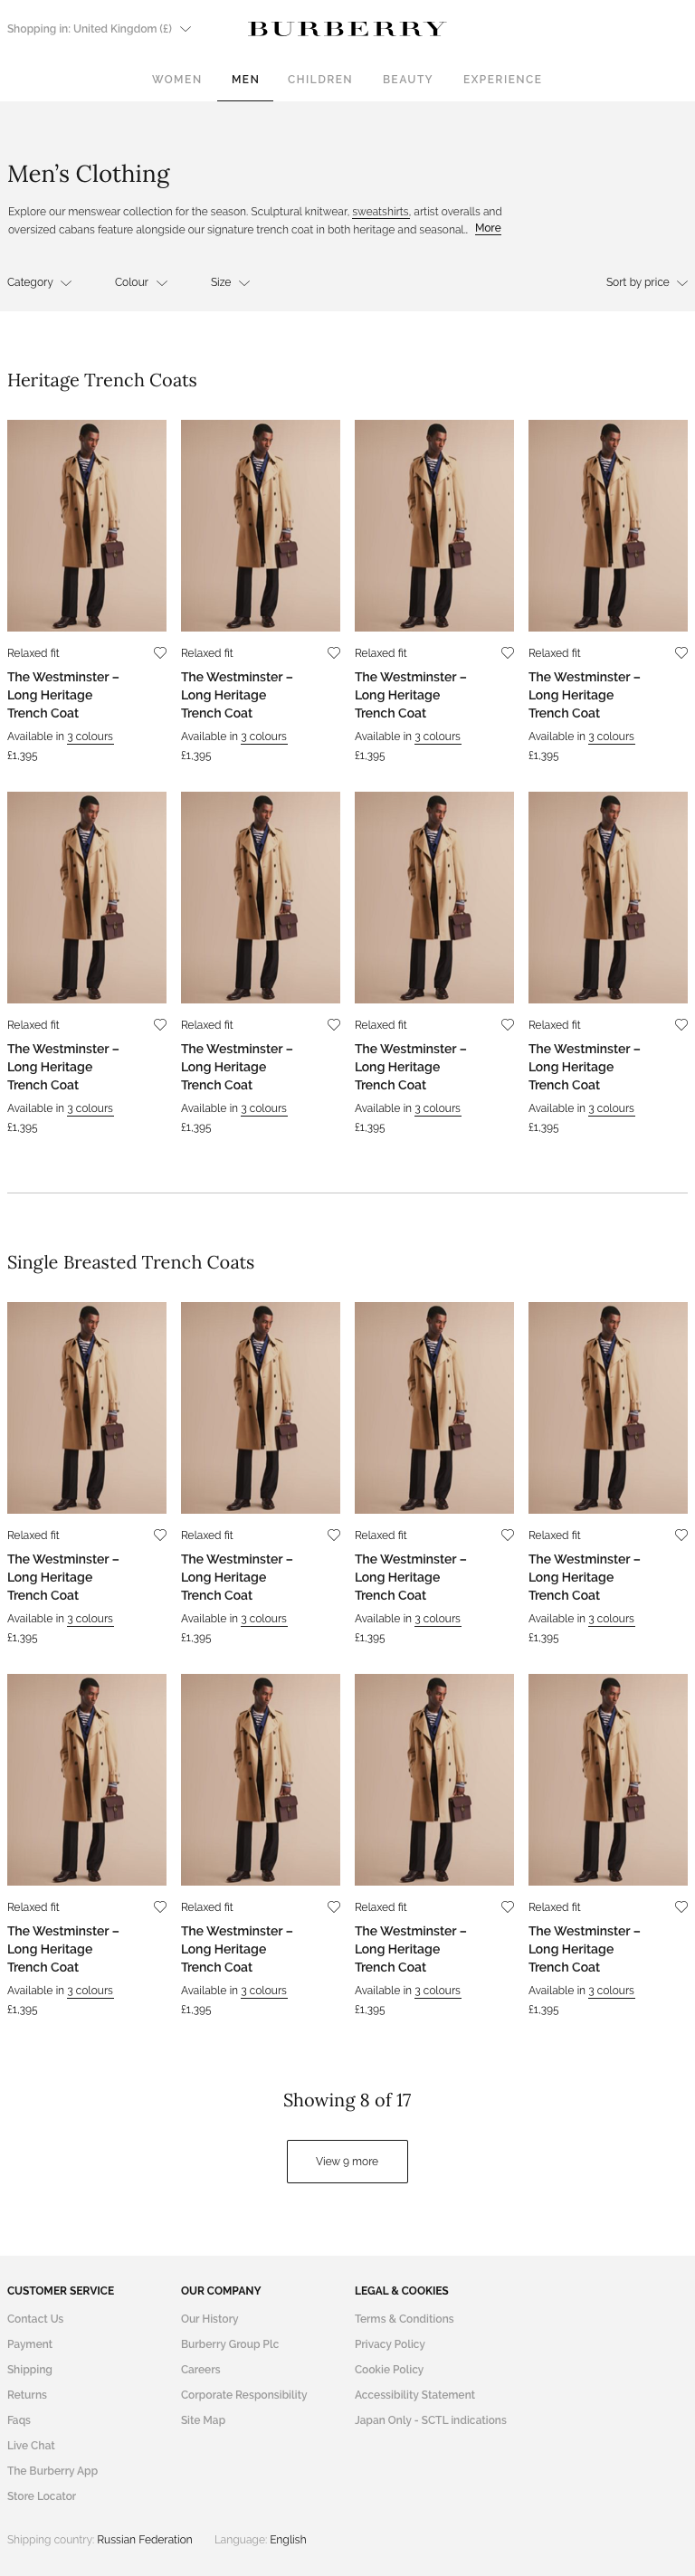 Shopping in: United Kingdom (£)
BURBERRY
WOMEN MEN CHILDREN BEAUTY EXPERIENCE
Men’s Clothing
Explore our menswear collection for the season. Sculptural knitwear, sweatshirts, artist overalls and
oversized cabans feature alongside our signature trench coat in both heritage and seasonal.. More
Category Colour Size Sort by price
Heritage Trench Coats
Relaxed fit Relaxed fit Relaxed fit Relaxed fit
The Westminster – The Westminster – The Westminster – The Westminster –
Long Heritage Long Heritage Long Heritage Long Heritage
Trench Coat Trench Coat Trench Coat Trench Coat
Available in 3 colours Available in 3 colours Available in 3 colours Available in 3 colours
£1,395 £1,395 £1,395 £1,395
Relaxed fit Relaxed fit Relaxed fit Relaxed fit
The Westminster – The Westminster – The Westminster – The Westminster –
Long Heritage Long Heritage Long Heritage Long Heritage
Trench Coat Trench Coat Trench Coat Trench Coat
Available in 3 colours Available in 3 colours Available in 3 colours Available in 3 colours
£1,395 £1,395 £1,395 £1,395
Single Breasted Trench Coats
Relaxed fit Relaxed fit Relaxed fit Relaxed fit
The Westminster – The Westminster – The Westminster – The Westminster –
Long Heritage Long Heritage Long Heritage Long Heritage
Trench Coat Trench Coat Trench Coat Trench Coat
Available in 3 colours Available in 3 colours Available in 3 colours Available in 3 colours
£1,395 £1,395 £1,395 £1,395
Relaxed fit Relaxed fit Relaxed fit Relaxed fit
The Westminster – The Westminster – The Westminster – The Westminster –
Long Heritage Long Heritage Long Heritage Long Heritage
Trench Coat Trench Coat Trench Coat Trench Coat
Available in 3 colours Available in 3 colours Available in 3 colours Available in 3 colours
£1,395 £1,395 £1,395 £1,395
Showing 8 of 17
View 9 more
CUSTOMER SERVICE
Contact Us
Payment
Shipping
Returns
Faqs
Live Chat
The Burberry App
Store Locator
OUR COMPANY
Our History
Burberry Group Plc
Careers
Corporate Responsibility
Site Map
LEGAL & COOKIES
Terms & Conditions
Privacy Policy
Cookie Policy
Accessibility Statement
Japan Only - SCTL indications
Shipping country: Russian Federation Language: English